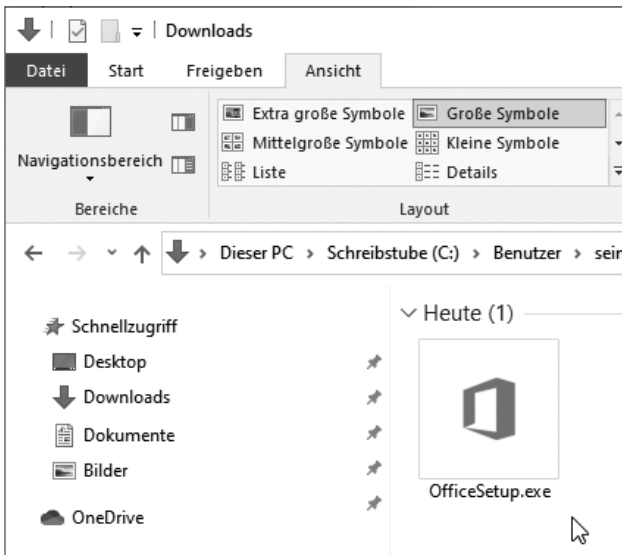 Downloads
Datei Start Freigeben Ansicht
Extra große Symbole Große Symbole
Mittelgroße Symbole Kleine Symbole
Navigationsbereich
Liste Details
Bereiche Layout
Dieser PC Schreibstube (C:) Benutzer sein
Heute (1)
Schnellzugriff
Desktop
Downloads
Dokumente
Bilder
OfficeSetup.exe
OneDrive